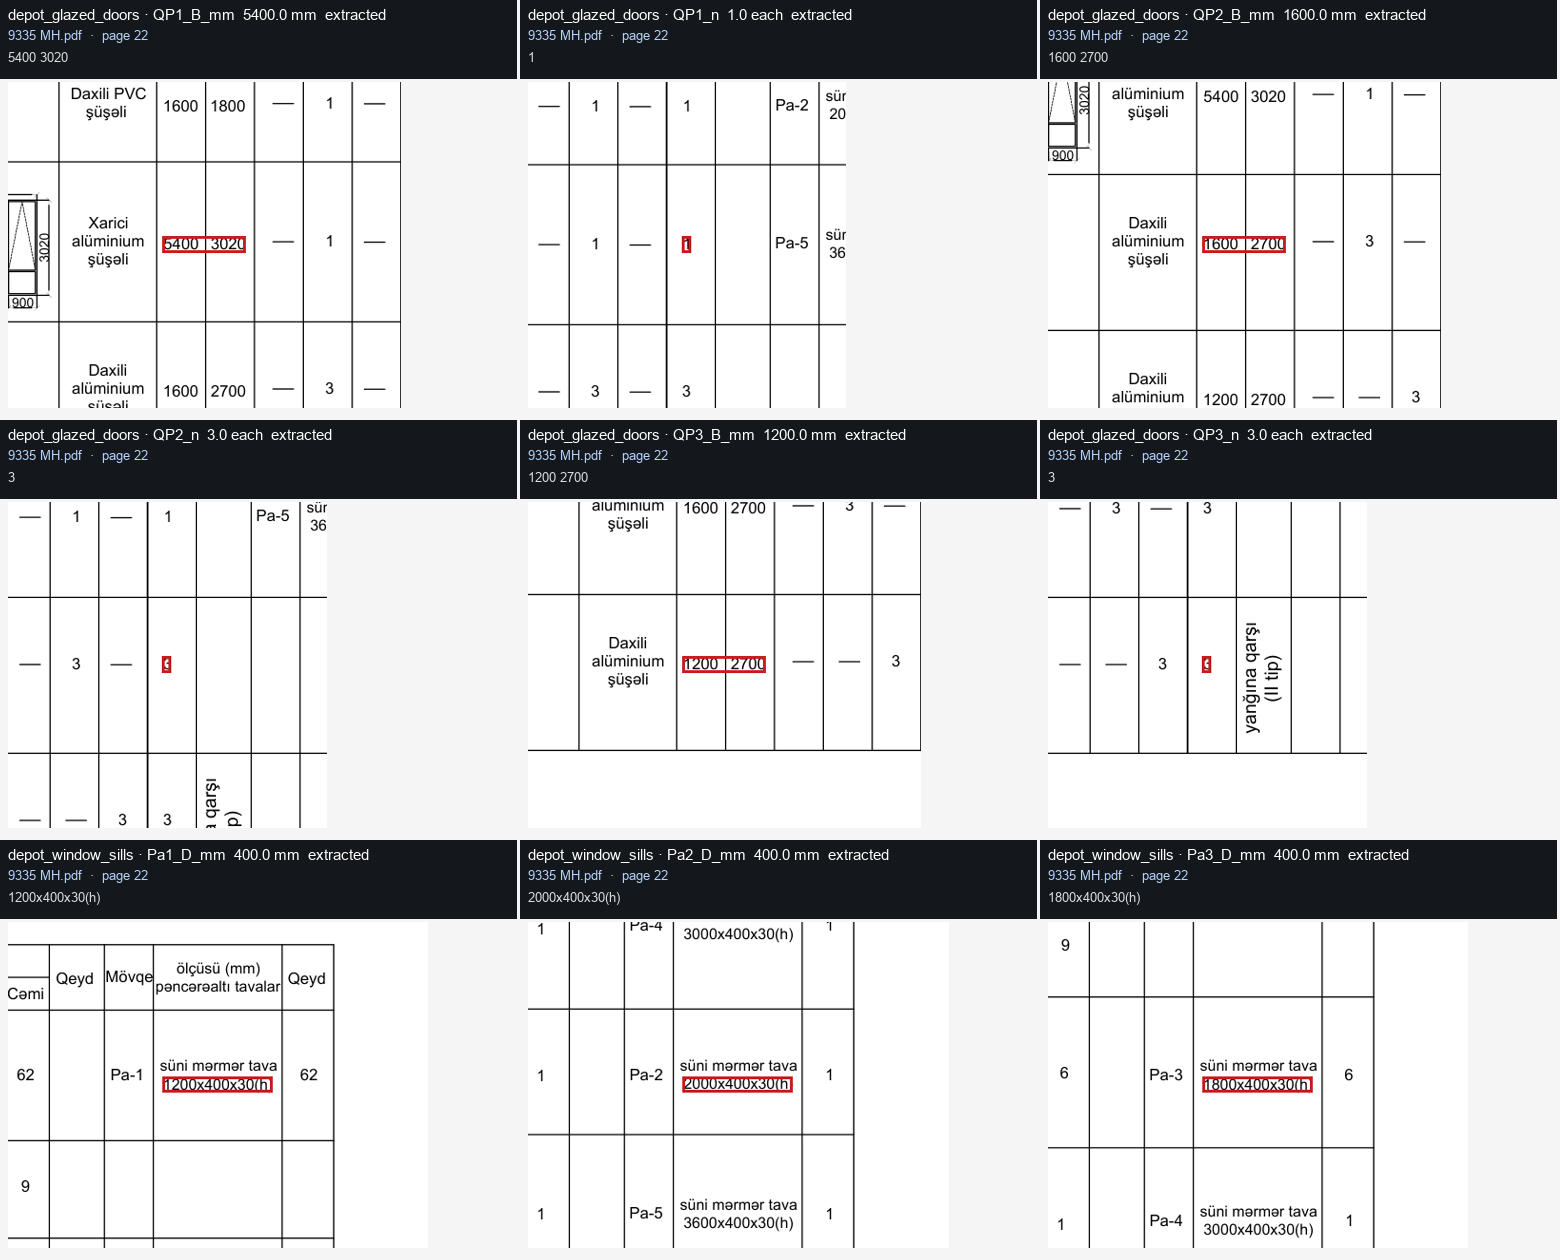 depot_glazed_doors · QP1_B_mm 5400.0 mm extracted
9335 MH.pdf · page 22
5400 3020
Daxili PVC
şüşəli
1600 1800 — 1 —
Xarici
alüminium
şüşəli
5400 3020 — 1 —
3020
900
Daxili
alüminium
şüşəli
1600 2700 — 3 —
depot_glazed_doors · QP1_n 1.0 each extracted
9335 MH.pdf · page 22
1
— 1 — 1 Pa-2 sür
20
— 1 — 1 Pa-5 sür
36
— 3 — 3
depot_glazed_doors · QP2_B_mm 1600.0 mm extracted
9335 MH.pdf · page 22
1600 2700
3020
900
alüminium
şüşəli
5400 3020 — 1 —
Daxili
alüminium
şüşəli
1600 2700 — 3 —
Daxili
alüminium
1200 2700 — — 3
depot_glazed_doors · QP2_n 3.0 each extracted
9335 MH.pdf · page 22
3
— 1 — 1 Pa-5 sür
36
— 3 — 3
— — 3 3
a qarşı
p)
depot_glazed_doors · QP3_B_mm 1200.0 mm extracted
9335 MH.pdf · page 22
1200 2700
alüminium
şüşəli
1600 2700 — 3 —
Daxili
alüminium
şüşəli
1200 2700 — — 3
depot_glazed_doors · QP3_n 3.0 each extracted
9335 MH.pdf · page 22
3
— 3 — 3
— — 3 3
yanğına qarşı
(II tip)
depot_window_sills · Pa1_D_mm 400.0 mm extracted
9335 MH.pdf · page 22
1200x400x30(h)
Cəmi Qeyd Mövqe ölçüsü (mm)
pəncərəaltı tavalar Qeyd
62 Pa-1 süni mərmər tava
1200x400x30(h) 62
9
depot_window_sills · Pa2_D_mm 400.0 mm extracted
9335 MH.pdf · page 22
2000x400x30(h)
1 Pa-4 3000x400x30(h) 1
1 Pa-2 süni mərmər tava
2000x400x30(h) 1
1 Pa-5 süni mərmər tava
3600x400x30(h) 1
depot_window_sills · Pa3_D_mm 400.0 mm extracted
9335 MH.pdf · page 22
1800x400x30(h)
9
6 Pa-3 süni mərmər tava
1800x400x30(h) 6
1 Pa-4 süni mərmər tava
3000x400x30(h) 1